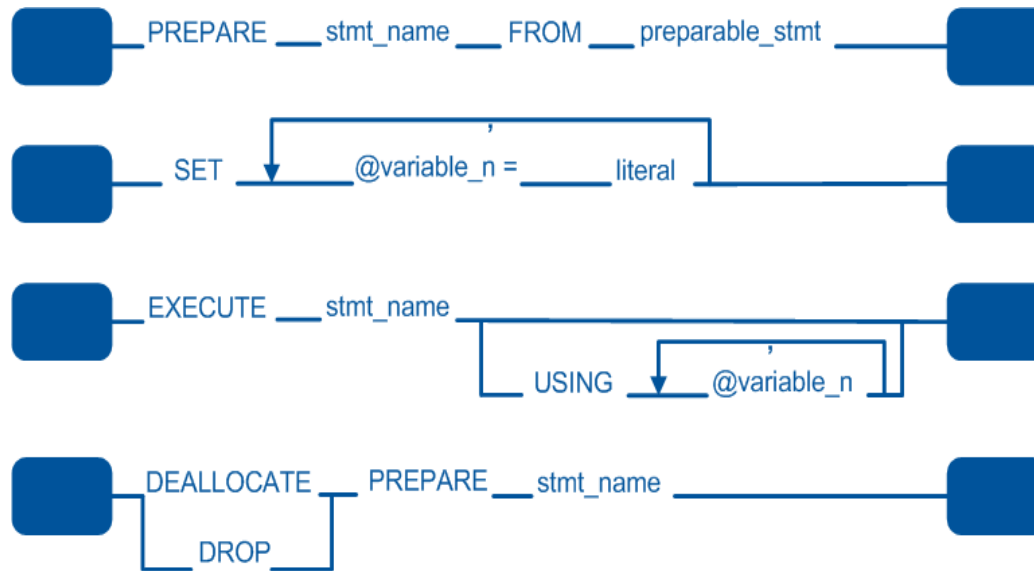 PREPARE stmt_name FROM preparable_stmt
,
SET @variable_n = literal
EXECUTE stmt_name
,
USING @variable_n
DEALLOCATE PREPARE stmt_name
DROP